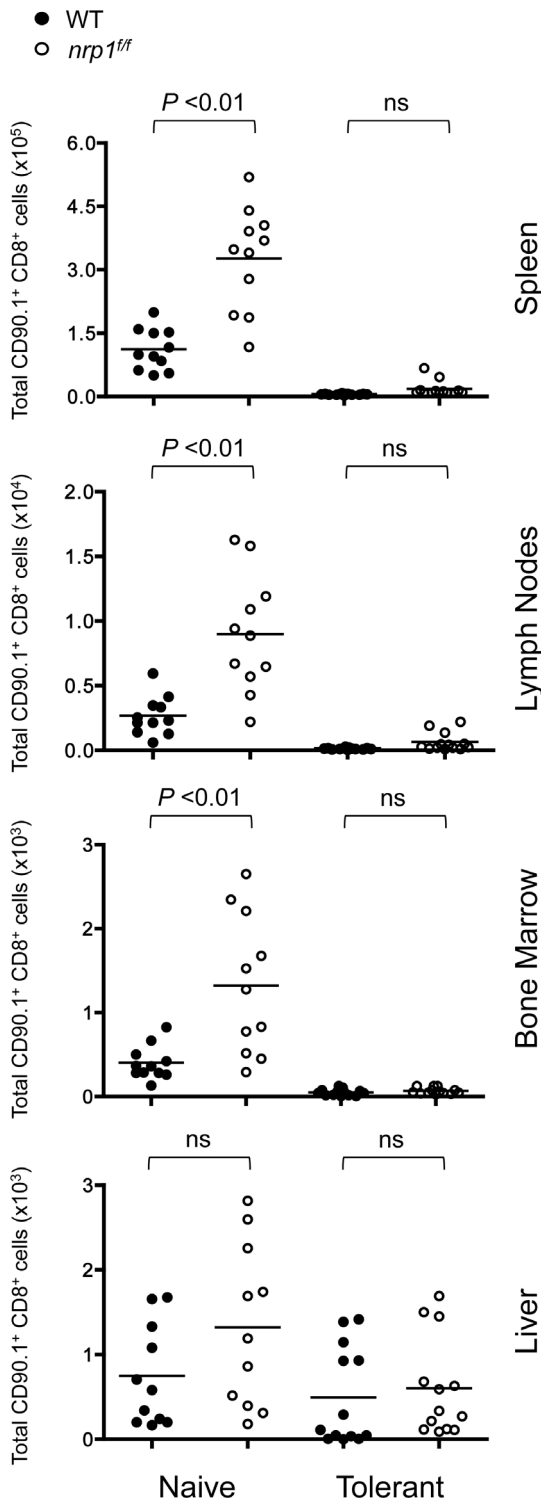 WT
nrp1f/f
P <0.01
ns
Total CD90.1+ CD8+ cells (x10⁵)
6.0
4.5
3.0
1.5
0.0
Spleen
P <0.01
ns
Total CD90.1+ CD8+ cells (x10⁴)
2.0
1.5
1.0
0.5
0.0
Lymph Nodes
P <0.01
ns
Total CD90.1+ CD8+ cells (x10³)
3
2
1
0
Bone Marrow
ns
ns
Total CD90.1+ CD8+ cells (x10³)
3
2
1
0
Liver
Naive
Tolerant